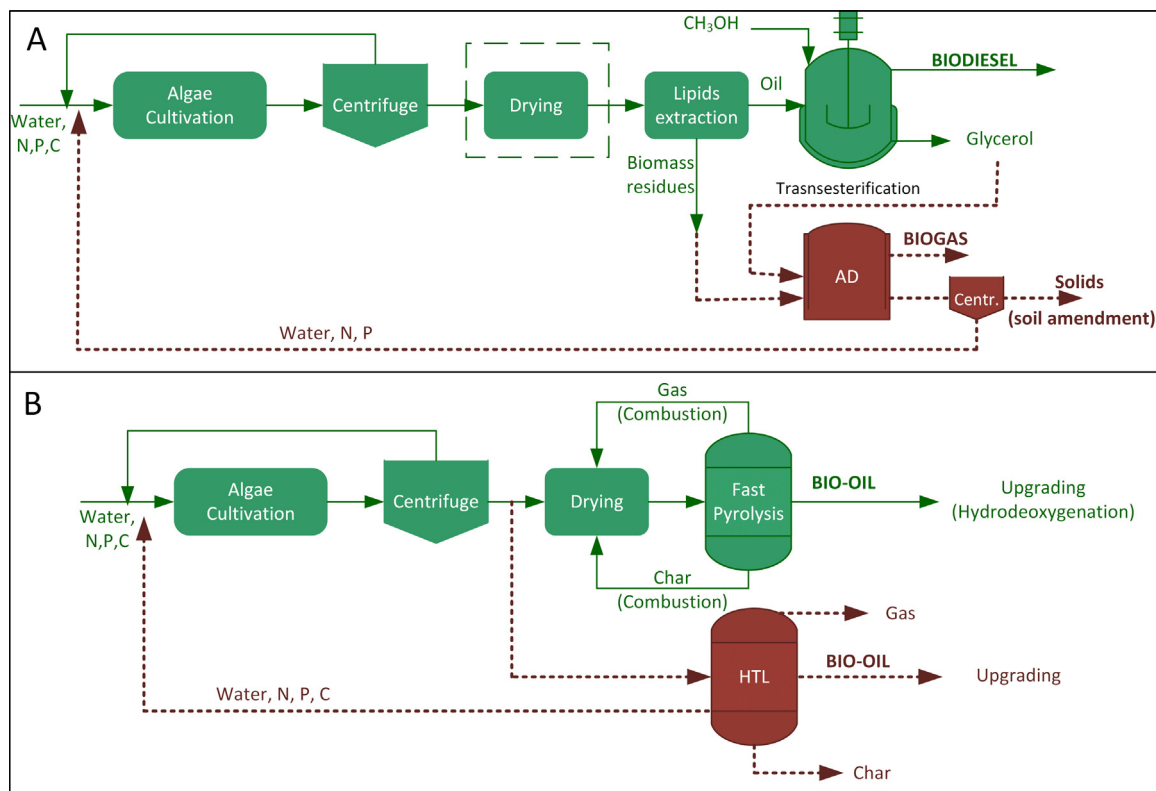 A
CH₃OH
BIODIESEL
Algae
Cultivation
Centrifuge
Drying
Lipids
extraction
Oil
Water,
N,P,C
Glycerol
Biomass
residues
Trasnsesterification
BIOGAS
AD
Solids
Centr.
(soil amendment)
Water, N, P
B
Gas
(Combustion)
Algae
Cultivation
Centrifuge
Drying
Fast
Pyrolysis
BIO-OIL
Upgrading
(Hydrodeoxygenation)
Water,
N,P,C
Char
(Combustion)
Gas
HTL
BIO-OIL
Upgrading
Water, N, P, C
Char